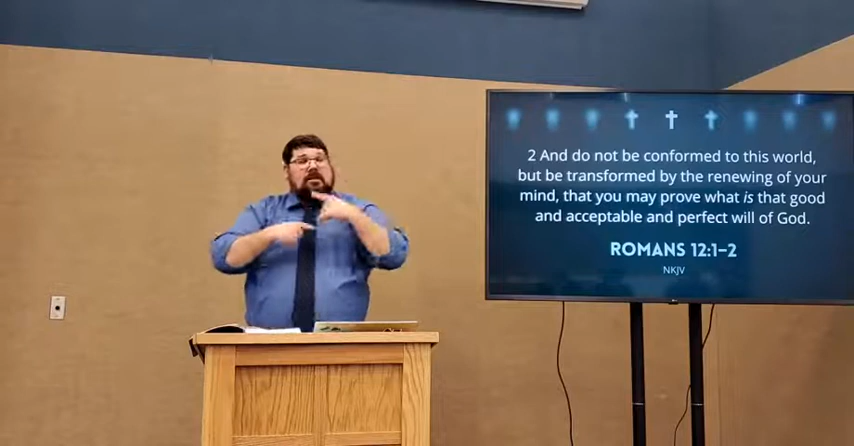 2 And do not be conformed to this world,
but be transformed by the renewing of your
mind, that you may prove what is that good
and acceptable and perfect will of God.
ROMANS 12:1–2
NKJV